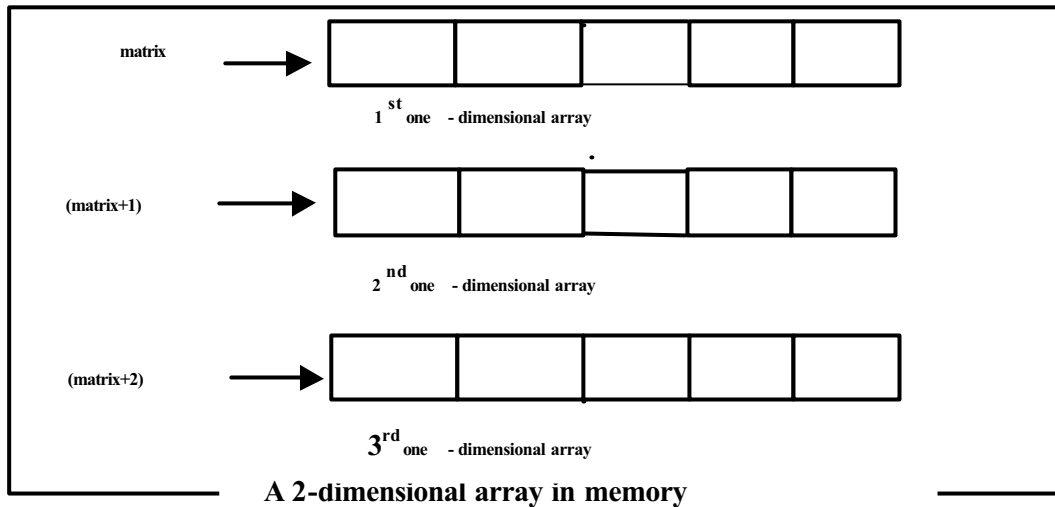 matrix
1st one - dimensional array
(matrix+1)
2nd one - dimensional array
(matrix+2)
3rd one - dimensional array
A 2-dimensional array in memory